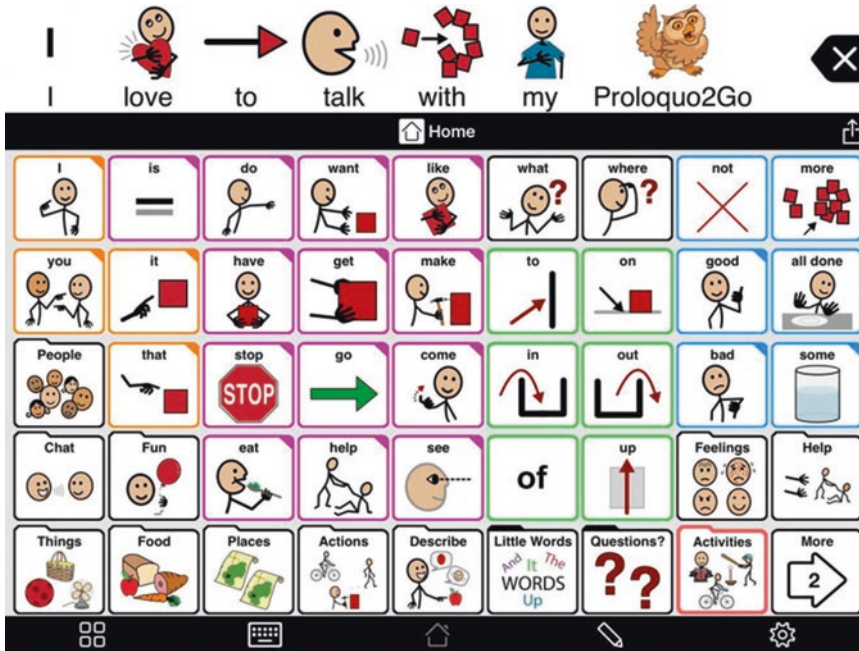 I love to talk with my Proloquo2Go
Home
I is do want like what where not more
you it have get make to on good all done
People that stop go come in out bad some
STOP
Chat Fun eat help see of up Feelings Help
Things Food Places Actions Describe Little Words Questions? Activities More
And It The
WORDS
Up
2